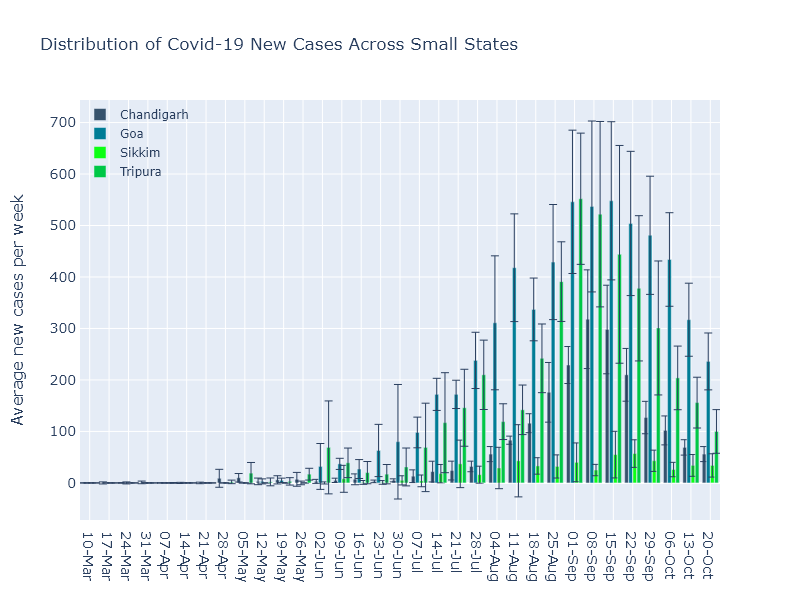 Distribution of Covid-19 New Cases Across Small States
Chandigarh
Goa
Sikkim
Tripura
Average new cases per week
700
600
500
400
300
200
100
0
10-Mar
17-Mar
24-Mar
31-Mar
07-Apr
14-Apr
21-Apr
28-Apr
05-May
12-May
19-May
26-May
02-Jun
09-Jun
16-Jun
23-Jun
30-Jun
07-Jul
14-Jul
21-Jul
28-Jul
04-Aug
11-Aug
18-Aug
25-Aug
01-Sep
08-Sep
15-Sep
22-Sep
29-Sep
06-Oct
13-Oct
20-Oct